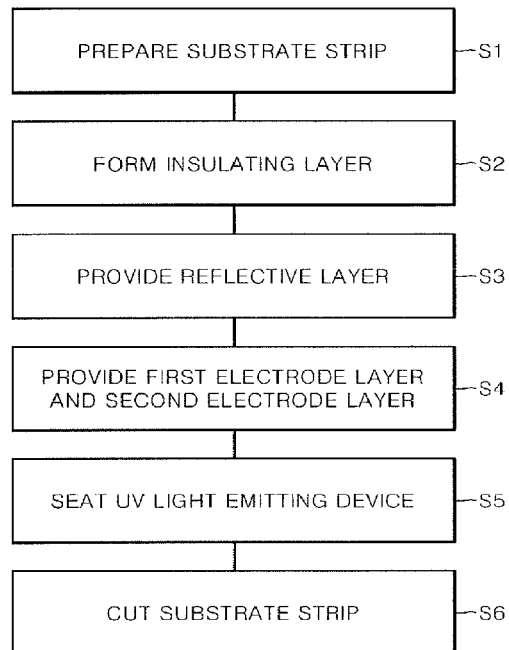 PREPARE SUBSTRATE STRIP S1
FORM INSULATING LAYER S2
PROVIDE REFLECTIVE LAYER S3
PROVIDE FIRST ELECTRODE LAYER
AND SECOND ELECTRODE LAYER S4
SEAT UV LIGHT EMITTING DEVICE S5
CUT SUBSTRATE STRIP S6